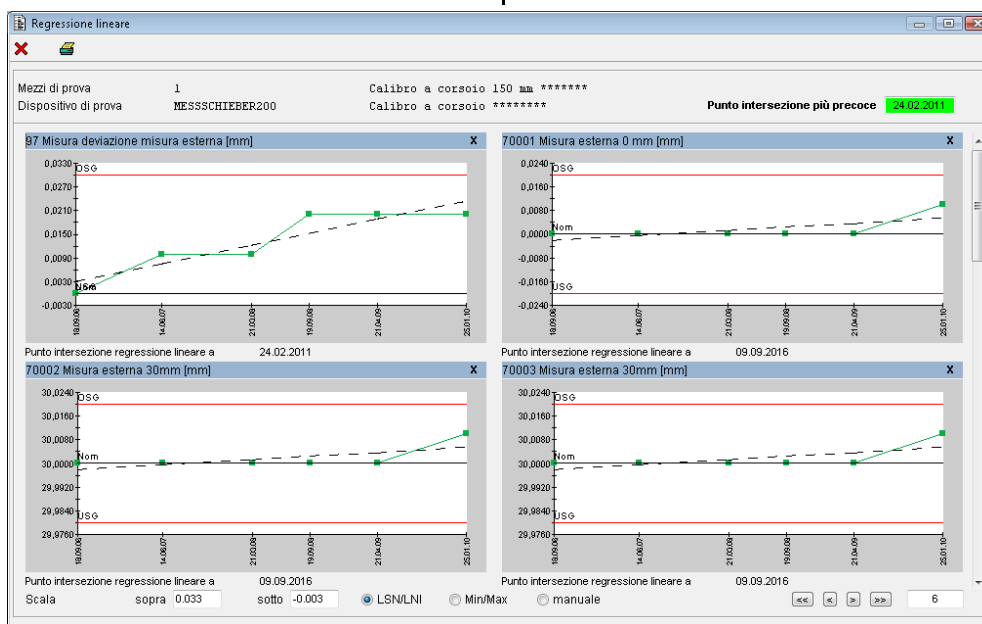 Regressione lineare
Mezzi di prova 1 Calibro a corsoio 150 mm *******
Dispositivo di prova MESSSCHIEBER200 Calibro a corsoio ********
Punto intersezione più precoce 24.02.2011
97 Misura deviazione misura esterna [mm] X
0,0330
0,0270
0,0210
0,0150
0,0090
0,0030
-0,0030
OSG
Nom
18.09.06 14.06.07 21.03.08 19.09.08 21.04.09 25.01.10
Punto intersezione regressione lineare a 24.02.2011
70001 Misura esterna 0 mm [mm] X
0,0240
0,0160
0,0080
0,0000
-0,0080
-0,0160
-0,0240
OSG
Nom
USG
18.09.06 14.06.07 21.03.08 19.09.08 21.04.09 25.01.10
Punto intersezione regressione lineare a 09.09.2016
70002 Misura esterna 30mm [mm] X
30,0240
30,0160
30,0080
30,0000
29,9920
29,9840
29,9760
OSG
Nom
USG
18.09.06 14.06.07 21.03.08 19.09.08 21.04.09 25.01.10
Punto intersezione regressione lineare a 09.09.2016
70003 Misura esterna 30mm [mm] X
30,0240
30,0160
30,0080
30,0000
29,9920
29,9840
29,9760
OSG
Nom
USG
18.09.06 14.06.07 21.03.08 19.09.08 21.04.09 25.01.10
Punto intersezione regressione lineare a 09.09.2016
Scala sopra 0.033 sotto -0.003 LSN/LNI Min/Max manuale << < > >> 6